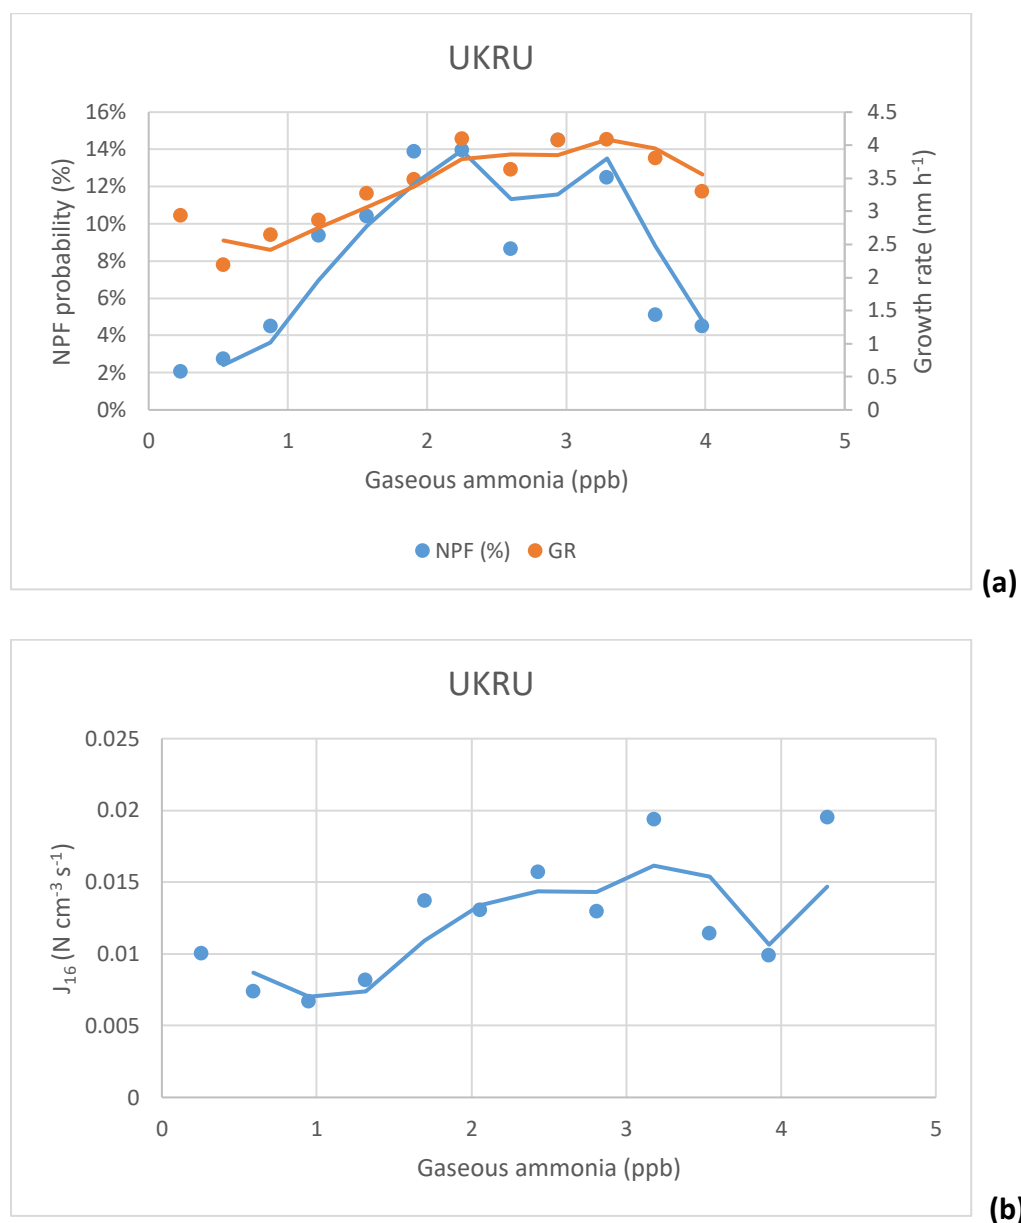 UKRU
16%
14%
12%
10%
8%
6%
4%
2%
0%
NPF probability (%)
4.5
4
3.5
3
2.5
2
1.5
1
0.5
0
Growth rate (nm h⁻¹)
0 1 2 3 4 5
Gaseous ammonia (ppb)
NPF (%) GR
(a)
UKRU
0.025
0.02
0.015
0.01
0.005
0
J₁₆ (N cm⁻³ s⁻¹)
0 1 2 3 4 5
Gaseous ammonia (ppb)
(b)